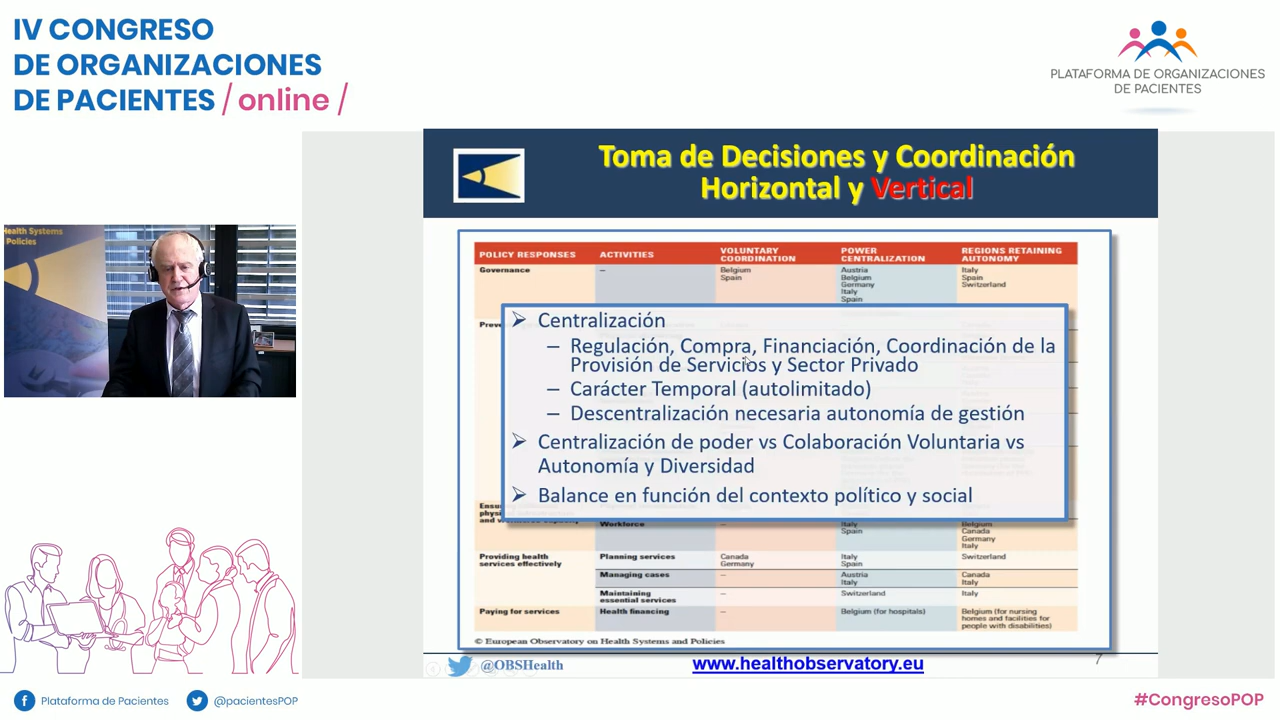 IV CONGRESO
DE ORGANIZACIONES
DE PACIENTES / online /
PLATAFORMA DE ORGANIZACIONES
DE PACIENTES
Health Systems
Policies
Toma de Decisiones y Coordinación
Horizontal y Vertical
POLICY RESPONSES
ACTIVITIES
VOLUNTARY
COORDINATION
POWER
CENTRALIZATION
REGIONS RETAINING
AUTONOMY
Governance
–
Belgium
Spain
Austria
Belgium
Germany
Italy
Spain
Italy
Spain
Switzerland
➢ Centralización
– Regulación, Compra, Financiación, Coordinación de la
Provisión de Servicios y Sector Privado
– Carácter Temporal (autolimitado)
– Descentralización necesaria autonomía de gestión
➢ Centralización de poder vs Colaboración Voluntaria vs
Autonomía y Diversidad
➢ Balance en función del contexto político y social
Workforce
–
Italy
Spain
Belgium
Canada
Germany
Italy
Providing health
services effectively
Planning services
Canada
Germany
Italy
Spain
Switzerland
Managing cases
–
Austria
Italy
Canada
Italy
Maintaining
essential services
–
Switzerland
Italy
Paying for services
Health financing
–
Belgium (for hospitals)
Belgium (for nursing
homes and facilities for
people with disabilities)
© European Observatory on Health Systems and Policies
@OBSHealth
www.healthobservatory.eu
7
Plataforma de Pacientes
@pacientesPOP
#CongresoPOP